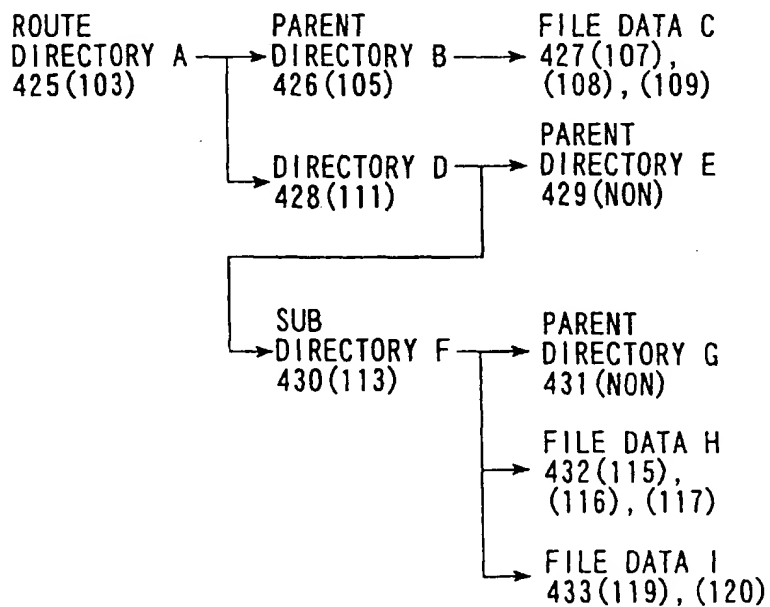 ROUTE
DIRECTORY A
425(103)
PARENT
DIRECTORY B
426(105)
FILE DATA C
427(107),
(108), (109)
DIRECTORY D
428(111)
PARENT
DIRECTORY E
429(NON)
SUB
DIRECTORY F
430(113)
PARENT
DIRECTORY G
431(NON)
FILE DATA H
432(115),
(116), (117)
FILE DATA I
433(119), (120)